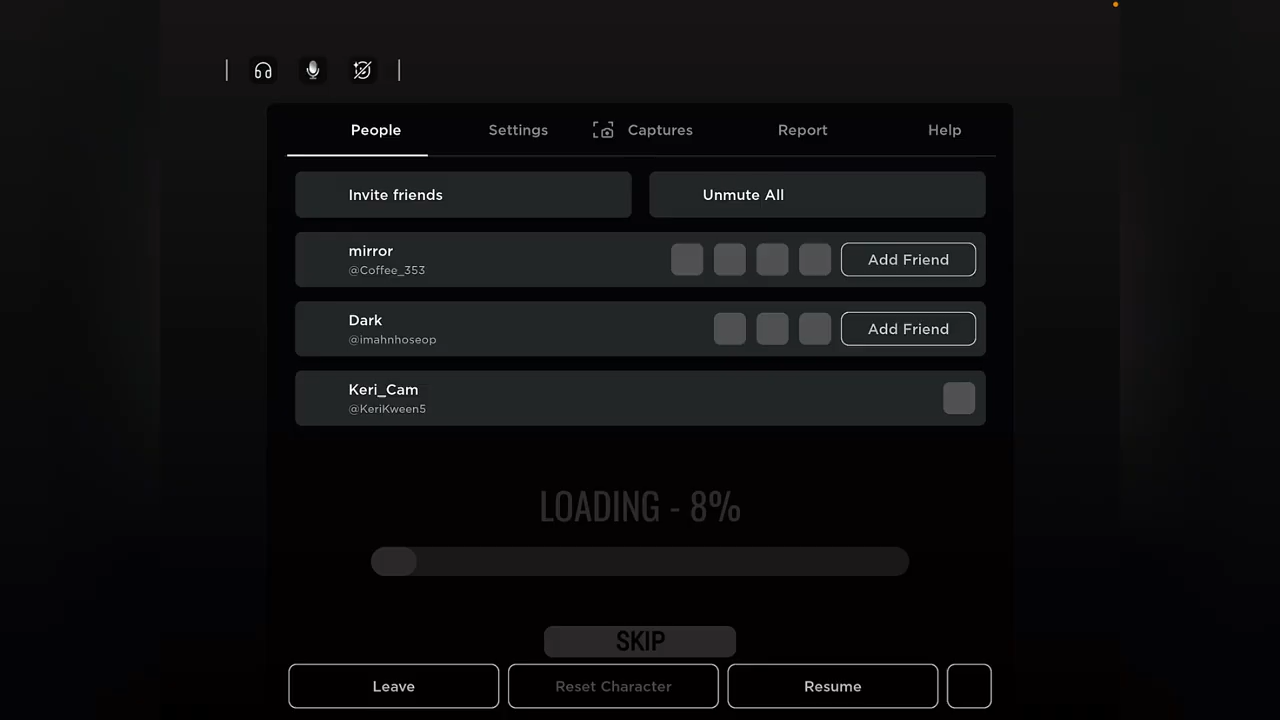 People Settings Captures Report Help
Invite friends Unmute All
mirror
@Coffee_353
Add Friend
Dark
@imahnhoseop
Add Friend
Keri_Cam
@KeriKween5
LOADING - 8%
SKIP
Leave Reset Character Resume